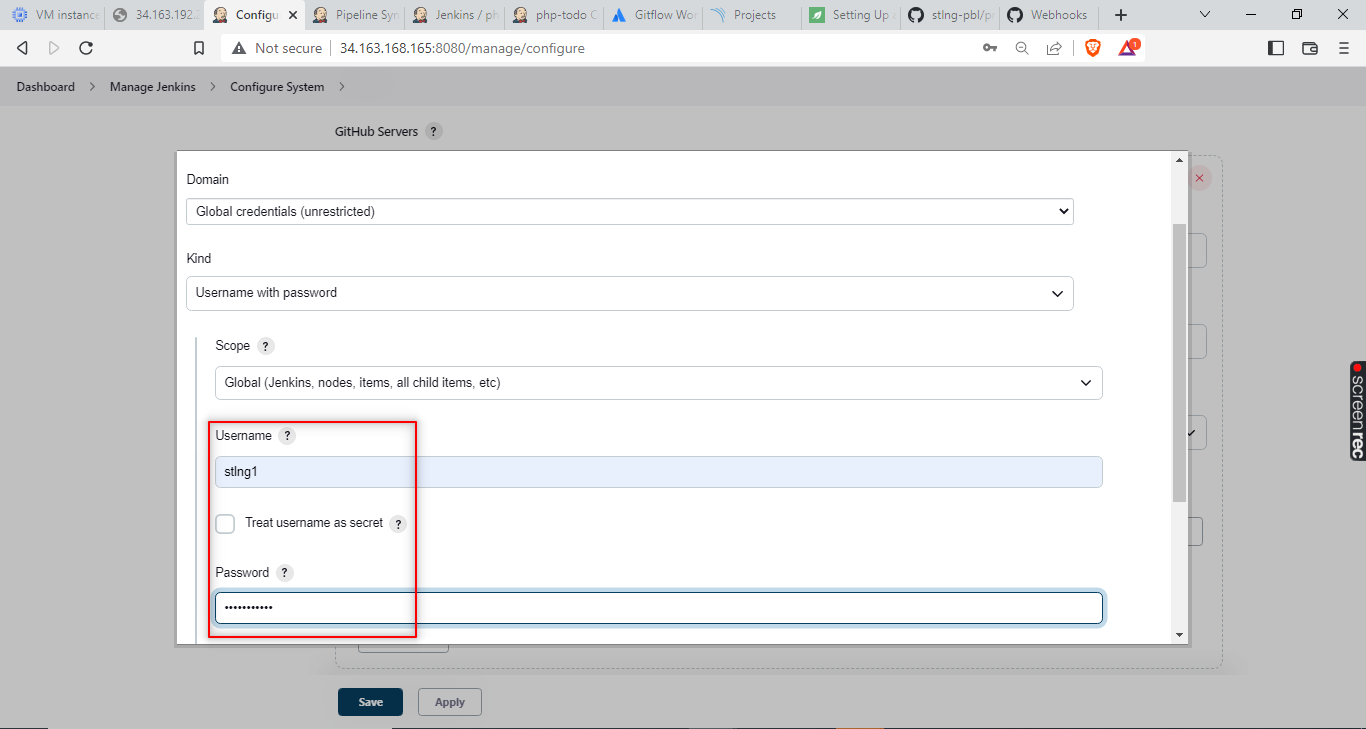 VM instance
34.163.192.
Configu
Pipeline Syn
Jenkins / ph
php-todo C
Gitflow Wor
Projects
Setting Up
stlng-pbl/p
Webhooks
Not secure
34.163.168.165:8080/manage/configure
1
Dashboard
Manage Jenkins
Configure System
GitHub Servers ?
Domain
Global credentials (unrestricted)
Kind
Username with password
Scope ?
Global (Jenkins, nodes, items, all child items, etc)
Username ?
stlng1
Treat username as secret ?
Password ?
•••••••••••
Save
Apply
screenrec